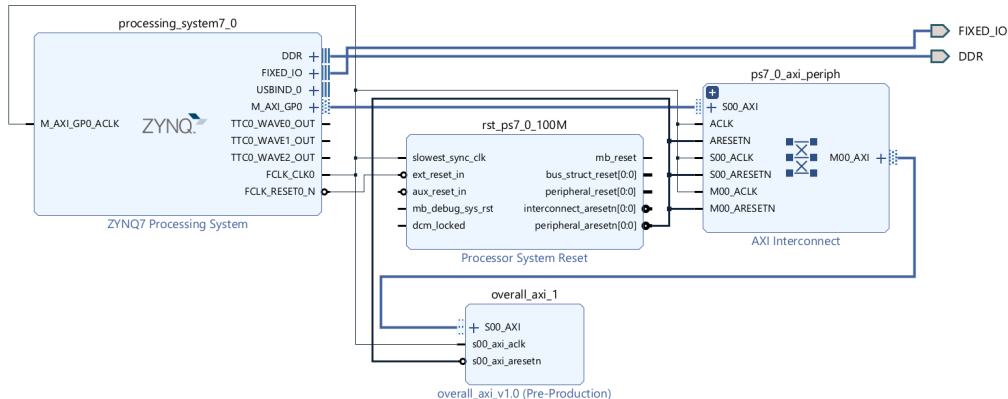 processing_system7_0
DDR
FIXED_IO
USBIND_0
M_AXI_GP0
M_AXI_GP0_ACLK
ZYNQ
TTC0_WAVE0_OUT
TTC0_WAVE1_OUT
TTC0_WAVE2_OUT
FCLK_CLK0
FCLK_RESET0_N
ZYNQ7 Processing System
FIXED_IO
DDR
rst_ps7_0_100M
slowest_sync_clk
ext_reset_in
aux_reset_in
mb_debug_sys_rst
dcm_locked
mb_reset
bus_struct_reset[0:0]
peripheral_reset[0:0]
interconnect_aresetn[0:0]
peripheral_aresetn[0:0]
Processor System Reset
ps7_0_axi_periph
S00_AXI
ACLK
ARESETN
S00_ACLK
S00_ARESETN
M00_ACLK
M00_ARESETN
M00_AXI
AXI Interconnect
overall_axi_1
S00_AXI
s00_axi_aclk
s00_axi_aresetn
overall_axi_v1.0 (Pre-Production)